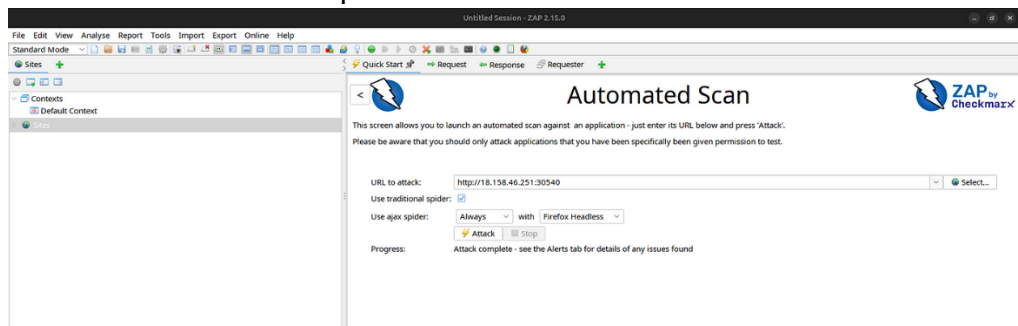 Untitled Session - ZAP 2.15.0
File Edit View Analyse Report Tools Import Export Online Help
Standard Mode
Sites
Quick Start
Request
Response
Requester
Contexts
Default Context
Sites
<
Automated Scan
ZAP by
Checkmarx
This screen allows you to launch an automated scan against an application - just enter its URL below and press 'Attack'.
Please be aware that you should only attack applications that you have been specifically been given permission to test.
URL to attack: http://18.158.46.251:30540 Select...
Use traditional spider:
Use ajax spider: Always with Firefox Headless
Attack Stop
Progress: Attack complete - see the Alerts tab for details of any issues found